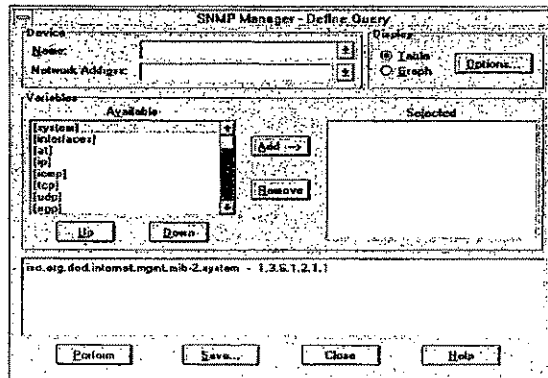 SNMP Manager - Define Query
Device
Name:
Network Address:
Display
Table
Graph
Options...
Variables
Available
Selected
[system]
[interfaces]
[at]
[ip]
[icmp]
[tcp]
[udp]
[egp]
Add -->
Remove
Up
Down
iso.org.dod.internet.mgmt.mib-2.system - 1.3.6.1.2.1.1
Perform
Save...
Close
Help